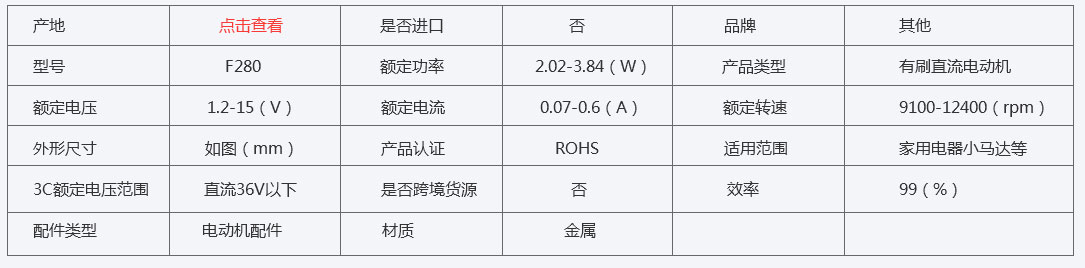 产地 点击查看 是否进口 否 品牌 其他
型号 F280 额定功率 2.02-3.84（W） 产品类型 有刷直流电动机
额定电压 1.2-15（V） 额定电流 0.07-0.6（A） 额定转速 9100-12400（rpm）
外形尺寸 如图（mm） 产品认证 ROHS 适用范围 家用电器小马达等
3C额定电压范围 直流36V以下 是否跨境货源 否 效率 99（%）
配件类型 电动机配件 材质 金属